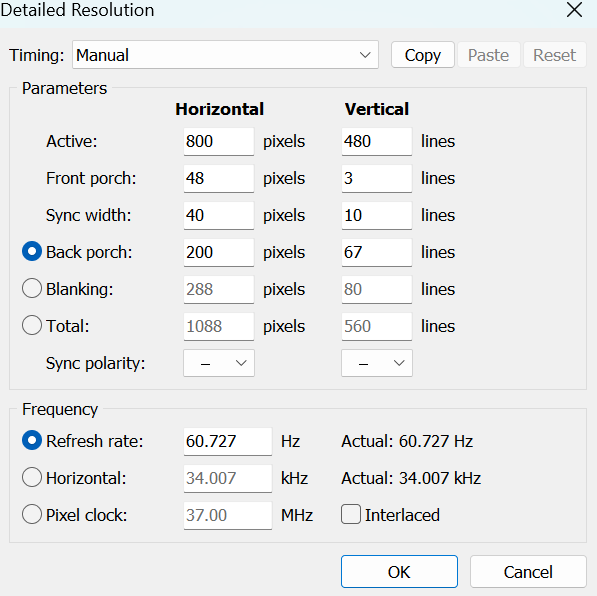 Detailed Resolution
Timing: Manual Copy Paste Reset
Parameters
Horizontal Vertical
Active: 800 pixels 480 lines
Front porch: 48 pixels 3 lines
Sync width: 40 pixels 10 lines
Back porch: 200 pixels 67 lines
Blanking: 288 pixels 80 lines
Total: 1088 pixels 560 lines
Sync polarity: – –
Frequency
Refresh rate: 60.727 Hz Actual: 60.727 Hz
Horizontal: 34.007 kHz Actual: 34.007 kHz
Pixel clock: 37.00 MHz Interlaced
OK Cancel